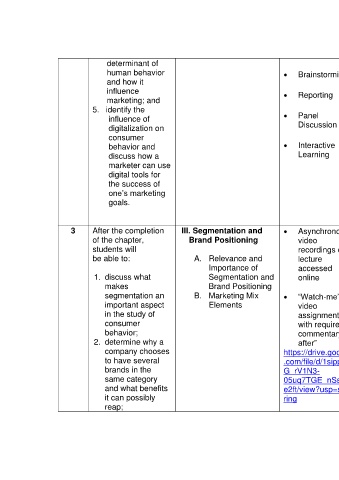 determinant of
human behavior
and how it
influence
marketing; and
5. identify the
influence of
digitalization on
consumer
behavior and
discuss how a
marketer can use
digital tools for
the success of
one's marketing
goals.
• Brainstormi
• Reporting
• Panel
Discussion
• Interactive
Learning
3
After the completion
of the chapter,
students will
be able to:
1. discuss what
makes
segmentation an
important aspect
in the study of
consumer
behavior;
2. determine why a
company chooses
to have several
brands in the
same category
and what benefits
it can possibly
reap;
III. Segmentation and
Brand Positioning
A. Relevance and
Importance of
Segmentation and
Brand Positioning
B. Marketing Mix
Elements
• Asynchrono
video
recordings o
lecture
accessed
online
• "Watch-me"
video
assignment
with require
commentar
after"
https://drive.goo
.com/file/d/1sipp
G_rV1N3-
05uq7TGE_nSa
e2ft/view?usp=s
ring